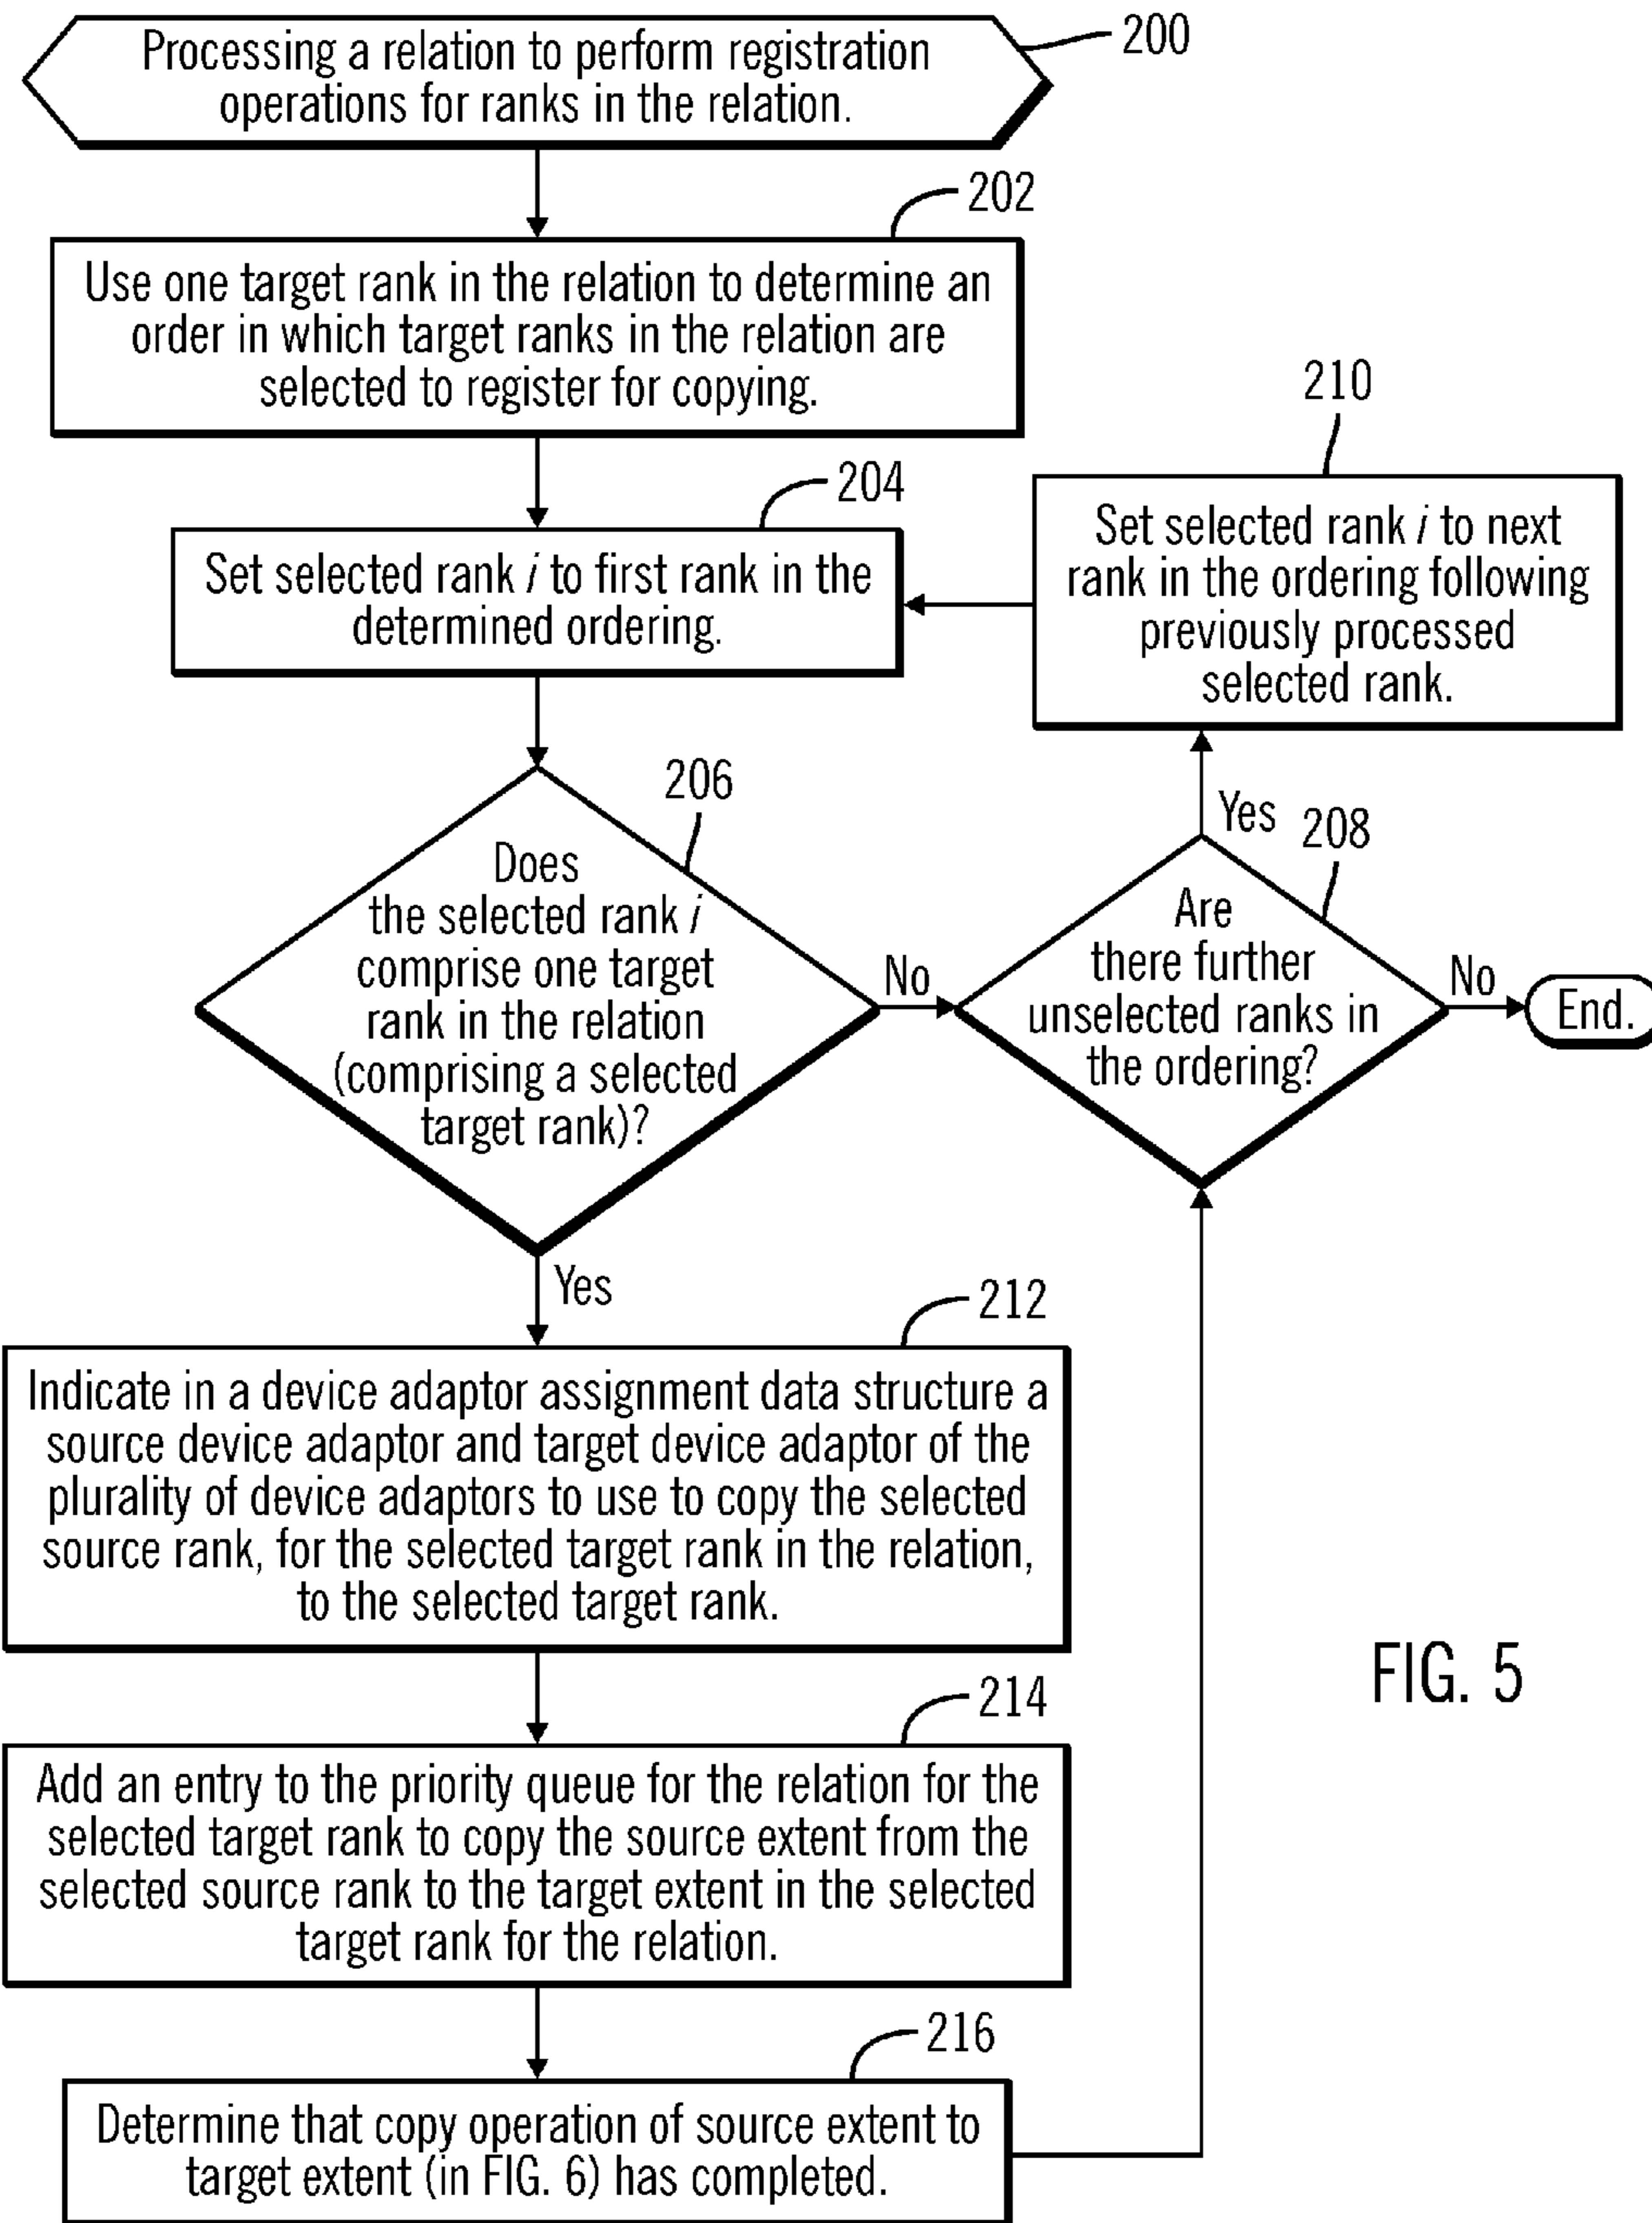 Processing a relation to perform registration
operations for ranks in the relation.
200
202
Use one target rank in the relation to determine an
order in which target ranks in the relation are
selected to register for copying.
204
Set selected rank i to first rank in the
determined ordering.
210
Set selected rank i to next
rank in the ordering following
previously processed
selected rank.
206
Does
the selected rank i
comprise one target
rank in the relation
(comprising a selected
target rank)?
No
Yes
208
Are
there further
unselected ranks in
the ordering?
No
End.
Yes
212
Indicate in a device adaptor assignment data structure a
source device adaptor and target device adaptor of the
plurality of device adaptors to use to copy the selected
source rank, for the selected target rank in the relation,
to the selected target rank.
214
Add an entry to the priority queue for the relation for the
selected target rank to copy the source extent from the
selected source rank to the target extent in the selected
target rank for the relation.
216
Determine that copy operation of source extent to
target extent (in FIG. 6) has completed.
FIG. 5